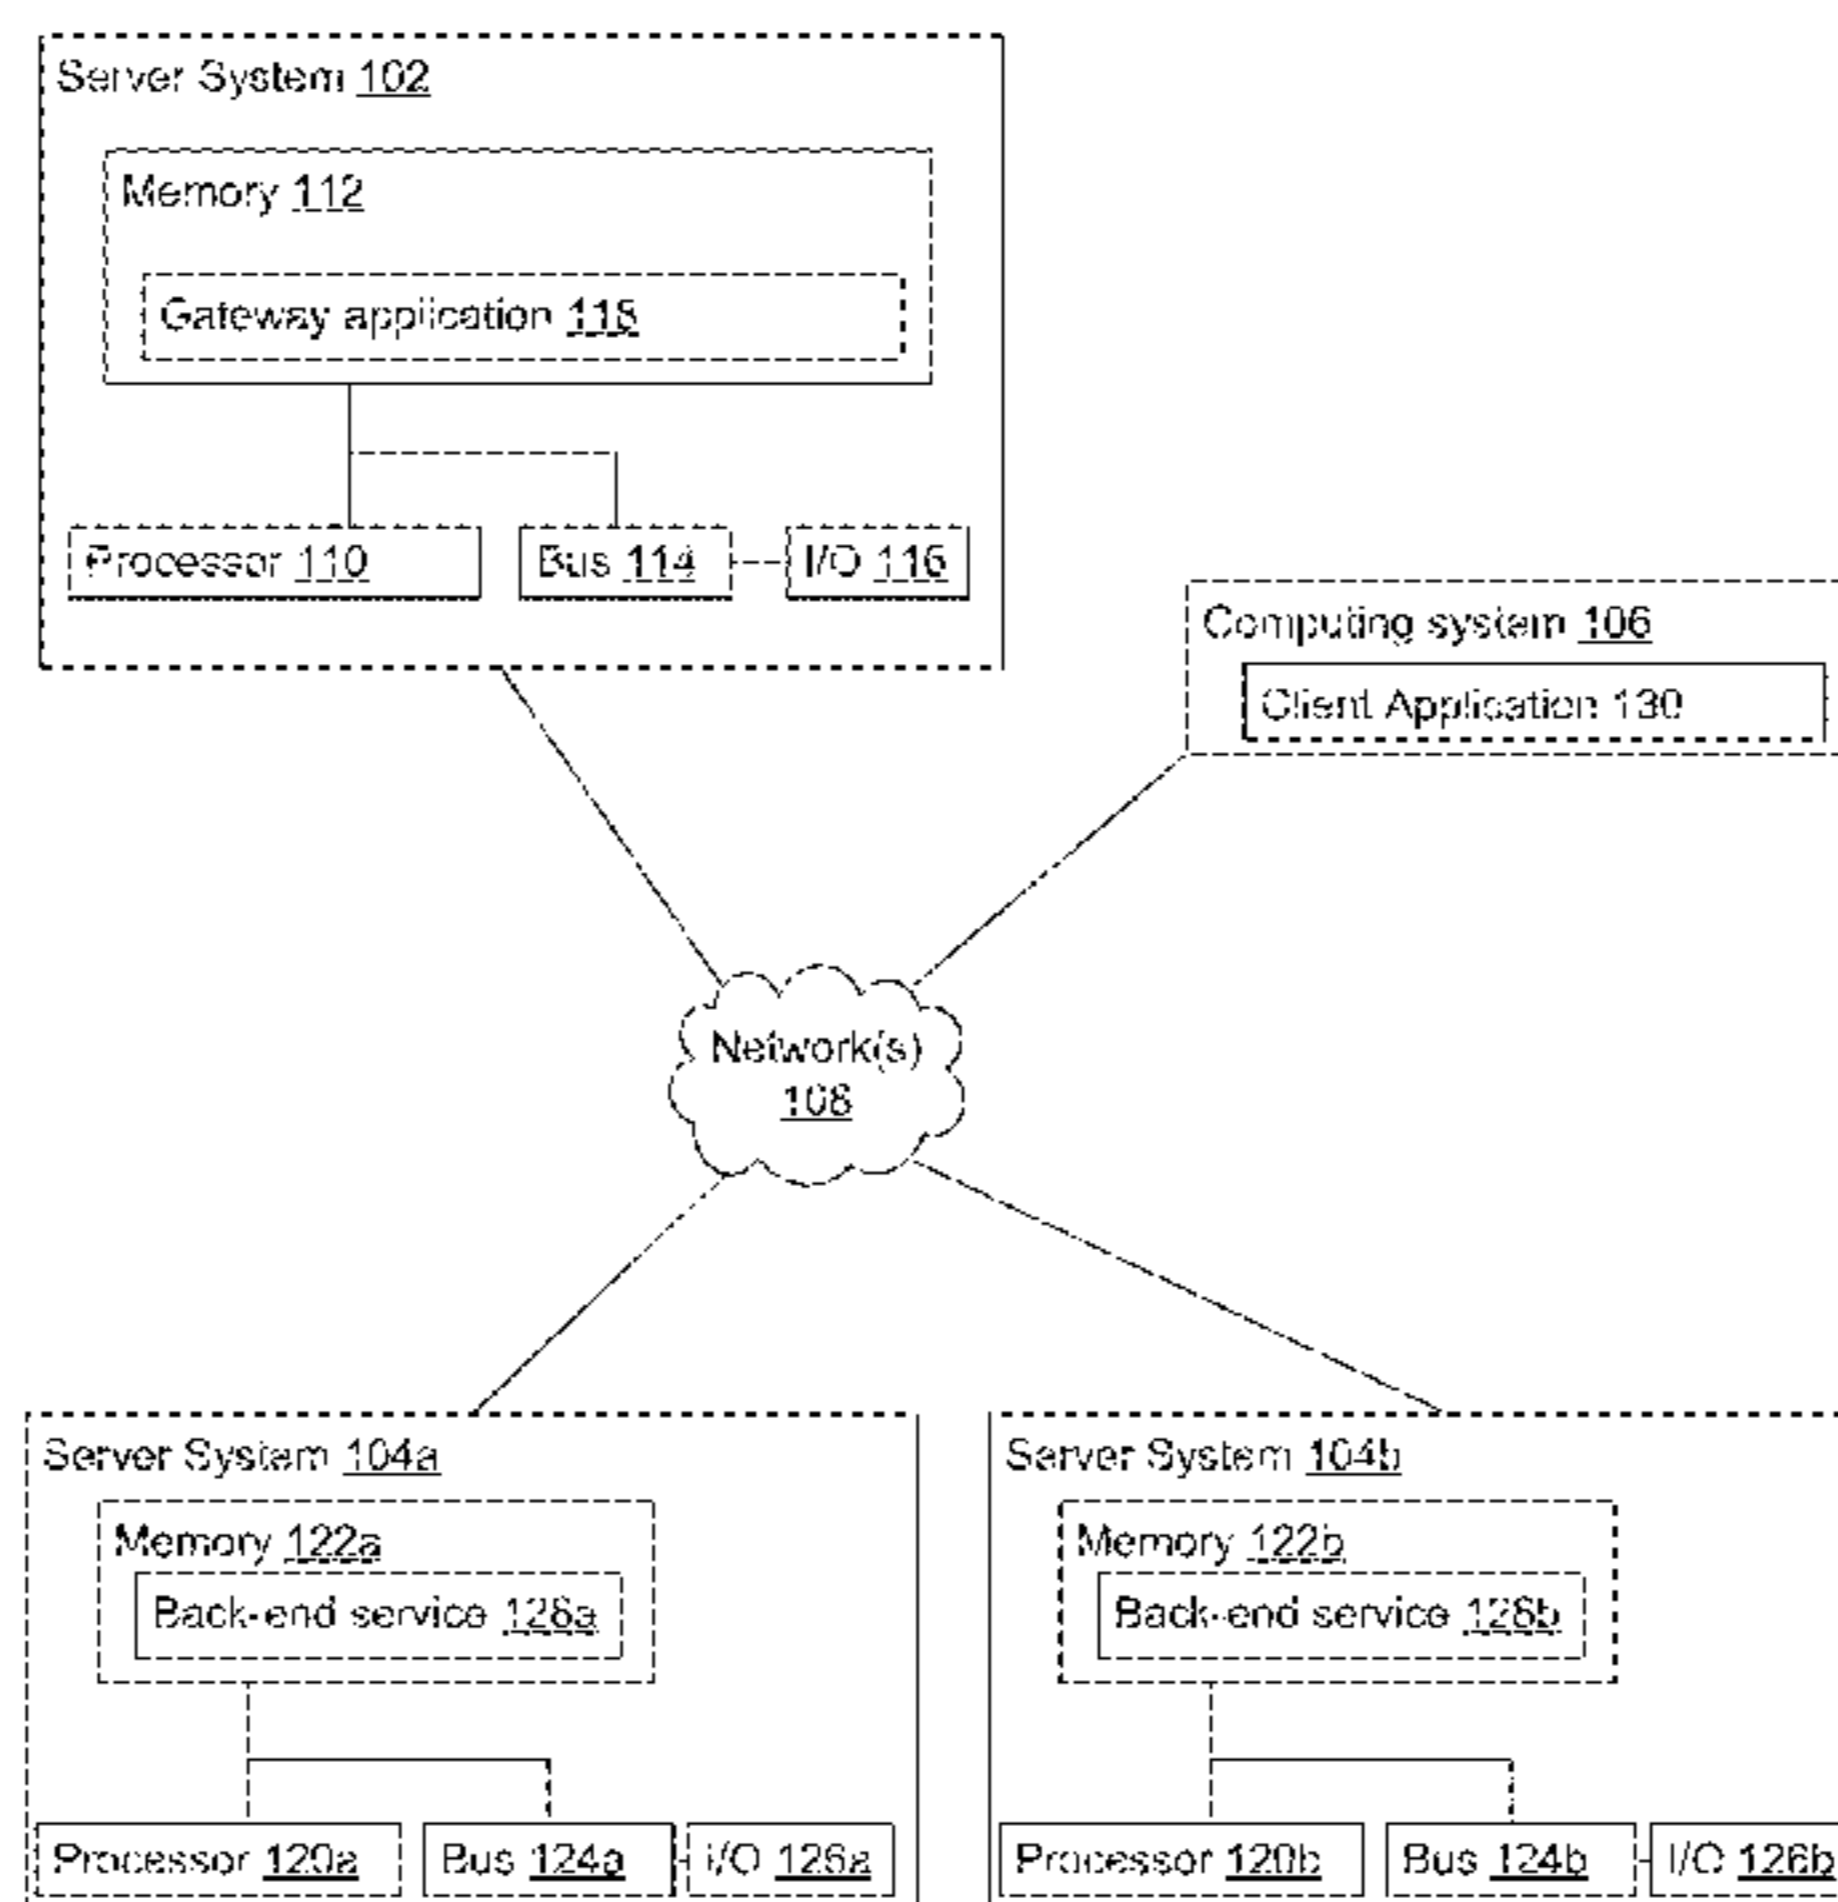 Server System 102
Memory 112
Gateway application 118
Processor 110
Bus 114
I/O 116
Computing system 106
Client Application 130
Network(s)
108
Server System 104a
Memory 122a
Back-end service 128a
Processor 120a
Bus 124a
I/O 126a
Server System 104b
Memory 122b
Back-end service 128b
Processor 120b
Bus 124b
I/O 126b